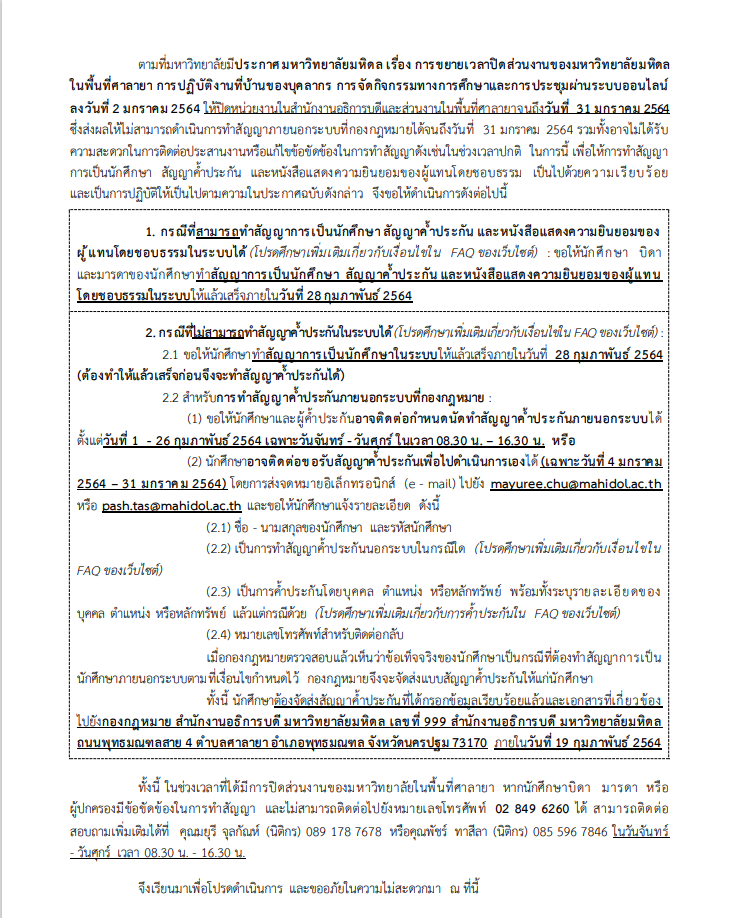 ตามที่มหาวิทยาลัยมีประกาศมหาวิทยาลัยมหิดล เรื่อง การขยายเวลาปิดส่วนงานของมหาวิทยาลัยมหิดล
ในพื้นที่ศาลายา การปฏิบัติงานที่บ้านของบุคลากร การจัดกิจกรรมทางการศึกษาและการประชุมผ่านระบบออนไลน์
ลงวันที่ 2 มกราคม 2564 ให้ปิดหน่วยงานในสำนักงานอธิการบดีและส่วนงานในพื้นที่ศาลายาจนถึงวันที่ 31 มกราคม 2564
ซึ่งส่งผลให้ไม่สามารถดำเนินการทำสัญญาภายนอกระบบที่กองกฎหมายได้จนถึงวันที่ 31 มกราคม 2564 รวมทั้งอาจไม่ได้รับ
ความสะดวกในการติดต่อประสานงานหรือแก้ไขข้อขัดข้องในการทำสัญญาดังเช่นในช่วงเวลาปกติ ในการนี้ เพื่อให้การทำสัญญา
การเป็นนักศึกษา สัญญาค้ำประกัน และหนังสือแสดงความยินยอมของผู้แทนโดยชอบธรรม เป็นไปด้วยความเรียบร้อย
และเป็นการปฏิบัติให้เป็นไปตามความในประกาศฉบับดังกล่าว จึงขอให้ดำเนินการดังต่อไปนี้
1. กรณีที่สามารถทำสัญญาการเป็นนักศึกษา สัญญาค้ำประกัน และหนังสือแสดงความยินยอมของ
ผู้แทนโดยชอบธรรมในระบบได้ (โปรดศึกษาเพิ่มเติมเกี่ยวกับเงื่อนไขใน FAQ ของเว็บไซต์) : ขอให้นักศึกษา บิดา
และมารดาของนักศึกษาทำสัญญาการเป็นนักศึกษา สัญญาค้ำประกัน และหนังสือแสดงความยินยอมของผู้แทน
โดยชอบธรรมในระบบให้แล้วเสร็จภายในวันที่ 28 กุมภาพันธ์ 2564
2. กรณีที่ไม่สามารถทำสัญญาค้ำประกันในระบบได้ (โปรดศึกษาเพิ่มเติมเกี่ยวกับเงื่อนไขใน FAQ ของเว็บไซต์) :
2.1 ขอให้นักศึกษาทำสัญญาการเป็นนักศึกษาในระบบให้แล้วเสร็จภายในวันที่ 28 กุมภาพันธ์ 2564
(ต้องทำให้แล้วเสร็จก่อนจึงจะทำสัญญาค้ำประกันได้)
2.2 สำหรับการทำสัญญาค้ำประกันภายนอกระบบที่กองกฎหมาย :
(1) ขอให้นักศึกษาและผู้ค้ำประกันอาจติดต่อกำหนดนัดทำสัญญาค้ำประกันภายนอกระบบได้
ตั้งแต่วันที่ 1 - 26 กุมภาพันธ์ 2564 เฉพาะวันจันทร์ - วันศุกร์ ในเวลา 08.30 น. – 16.30 น. หรือ
(2) นักศึกษาอาจติดต่อขอรับสัญญาค้ำประกันเพื่อไปดำเนินการเองได้ (เฉพาะวันที่ 4 มกราคม
2564 – 31 มกราคม 2564) โดยการส่งจดหมายอิเล็กทรอนิกส์ (e - mail) ไปยัง mayuree.chu@mahidol.ac.th
หรือ pash.tas@mahidol.ac.th และขอให้นักศึกษาแจ้งรายละเอียด ดังนี้
(2.1) ชื่อ - นามสกุลของนักศึกษา และรหัสนักศึกษา
(2.2) เป็นการทำสัญญาค้ำประกันนอกระบบในกรณีใด (โปรดศึกษาเพิ่มเติมเกี่ยวกับเงื่อนไขใน
FAQ ของเว็บไซต์)
(2.3) เป็นการค้ำประกันโดยบุคคล ตำแหน่ง หรือหลักทรัพย์ พร้อมทั้งระบุรายละเอียดของ
บุคคล ตำแหน่ง หรือหลักทรัพย์ แล้วแต่กรณีด้วย (โปรดศึกษาเพิ่มเติมเกี่ยวกับการค้ำประกันใน FAQ ของเว็บไซต์)
(2.4) หมายเลขโทรศัพท์สำหรับติดต่อกลับ
เมื่อกองกฎหมายตรวจสอบแล้วเห็นว่าข้อเท็จจริงของนักศึกษาเป็นกรณีที่ต้องทำสัญญาการเป็น
นักศึกษาภายนอกระบบตามที่เงื่อนไขกำหนดไว้ กองกฎหมายจึงจะจัดส่งแบบสัญญาค้ำประกันให้แก่นักศึกษา
ทั้งนี้ นักศึกษาต้องจัดส่งสัญญาค้ำประกันที่ได้กรอกข้อมูลเรียบร้อยแล้วและเอกสารที่เกี่ยวข้อง
ไปยังกองกฎหมาย สำนักงานอธิการบดี มหาวิทยาลัยมหิดล เลขที่ 999 สำนักงานอธิการบดี มหาวิทยาลัยมหิดล
ถนนพุทธมณฑลสาย 4 ตำบลศาลายา อำเภอพุทธมณฑล จังหวัดนครปฐม 73170 ภายในวันที่ 19 กุมภาพันธ์ 2564
ทั้งนี้ ในช่วงเวลาที่ได้มีการปิดส่วนงานของมหาวิทยาลัยในพื้นที่ศาลายา หากนักศึกษาบิดา มารดา หรือ
ผู้ปกครองมีข้อขัดข้องในการทำสัญญา และไม่สามารถติดต่อไปยังหมายเลขโทรศัพท์ 02 849 6260 ได้ สามารถติดต่อ
สอบถามเพิ่มเติมได้ที่ คุณมยุรี จุลกัณห์ (นิติกร) 089 178 7678 หรือคุณพัชร์ ทาสีลา (นิติกร) 085 596 7846 ในวันจันทร์
- วันศุกร์ เวลา 08.30 น. - 16.30 น.
จึงเรียนมาเพื่อโปรดดำเนินการ และขออภัยในความไม่สะดวกมา ณ ที่นี้